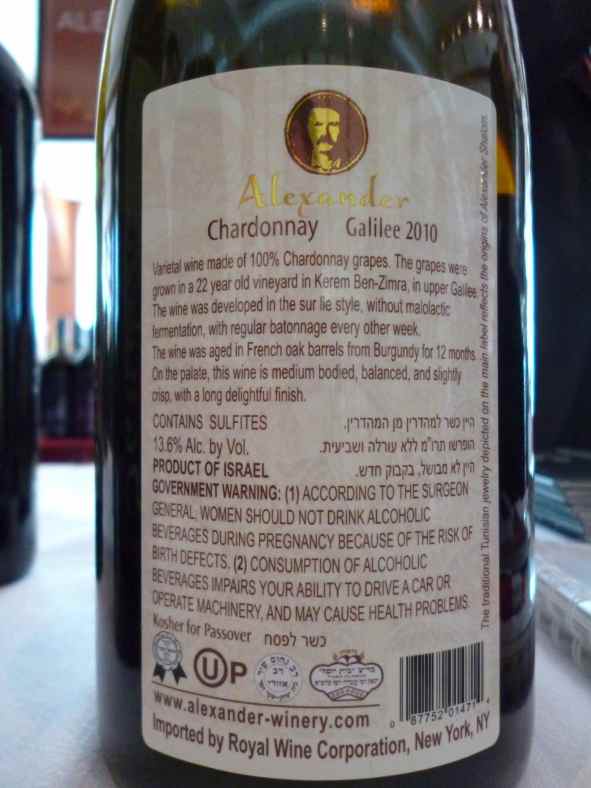 ALE
Alexander
Chardonnay Galilee 2010
Varietal wine made of 100% Chardonnay grapes. The grapes were
grown in a 22 year old vineyard in Kerem Ben-Zimra, in upper Galilee.
The wine was developed in the sur lie style, without malolactic
fermentation, with regular batonnage every other week.
The wine was aged in French oak barrels from Burgundy for 12 months.
On the palate, this wine is medium bodied, balanced, and slightly
crisp, with a long delightful finish.
CONTAINS SULFITES היין כשר למהדרין מן המהדרין.
13.6% Alc. by Vol. הופרשו תרו"מ ללא עורלה ושביעית.
PRODUCT OF ISRAEL היין לא מבושל, בקבוק חדש.
GOVERNMENT WARNING: (1) ACCORDING TO THE SURGEON
GENERAL, WOMEN SHOULD NOT DRINK ALCOHOLIC
BEVERAGES DURING PREGNANCY BECAUSE OF THE RISK OF
BIRTH DEFECTS. (2) CONSUMPTION OF ALCOHOLIC
BEVERAGES IMPAIRS YOUR ABILITY TO DRIVE A CAR OR
OPERATE MACHINERY, AND MAY CAUSE HEALTH PROBLEMS.
Kosher for Passover כשר לפסח
U P
www.alexander-winery.com
0 87752 01471 4
Imported by Royal Wine Corporation, New York, NY
The traditional Tunisian jewelry depicted on the main label reflects the origins of Alexander Shalom.